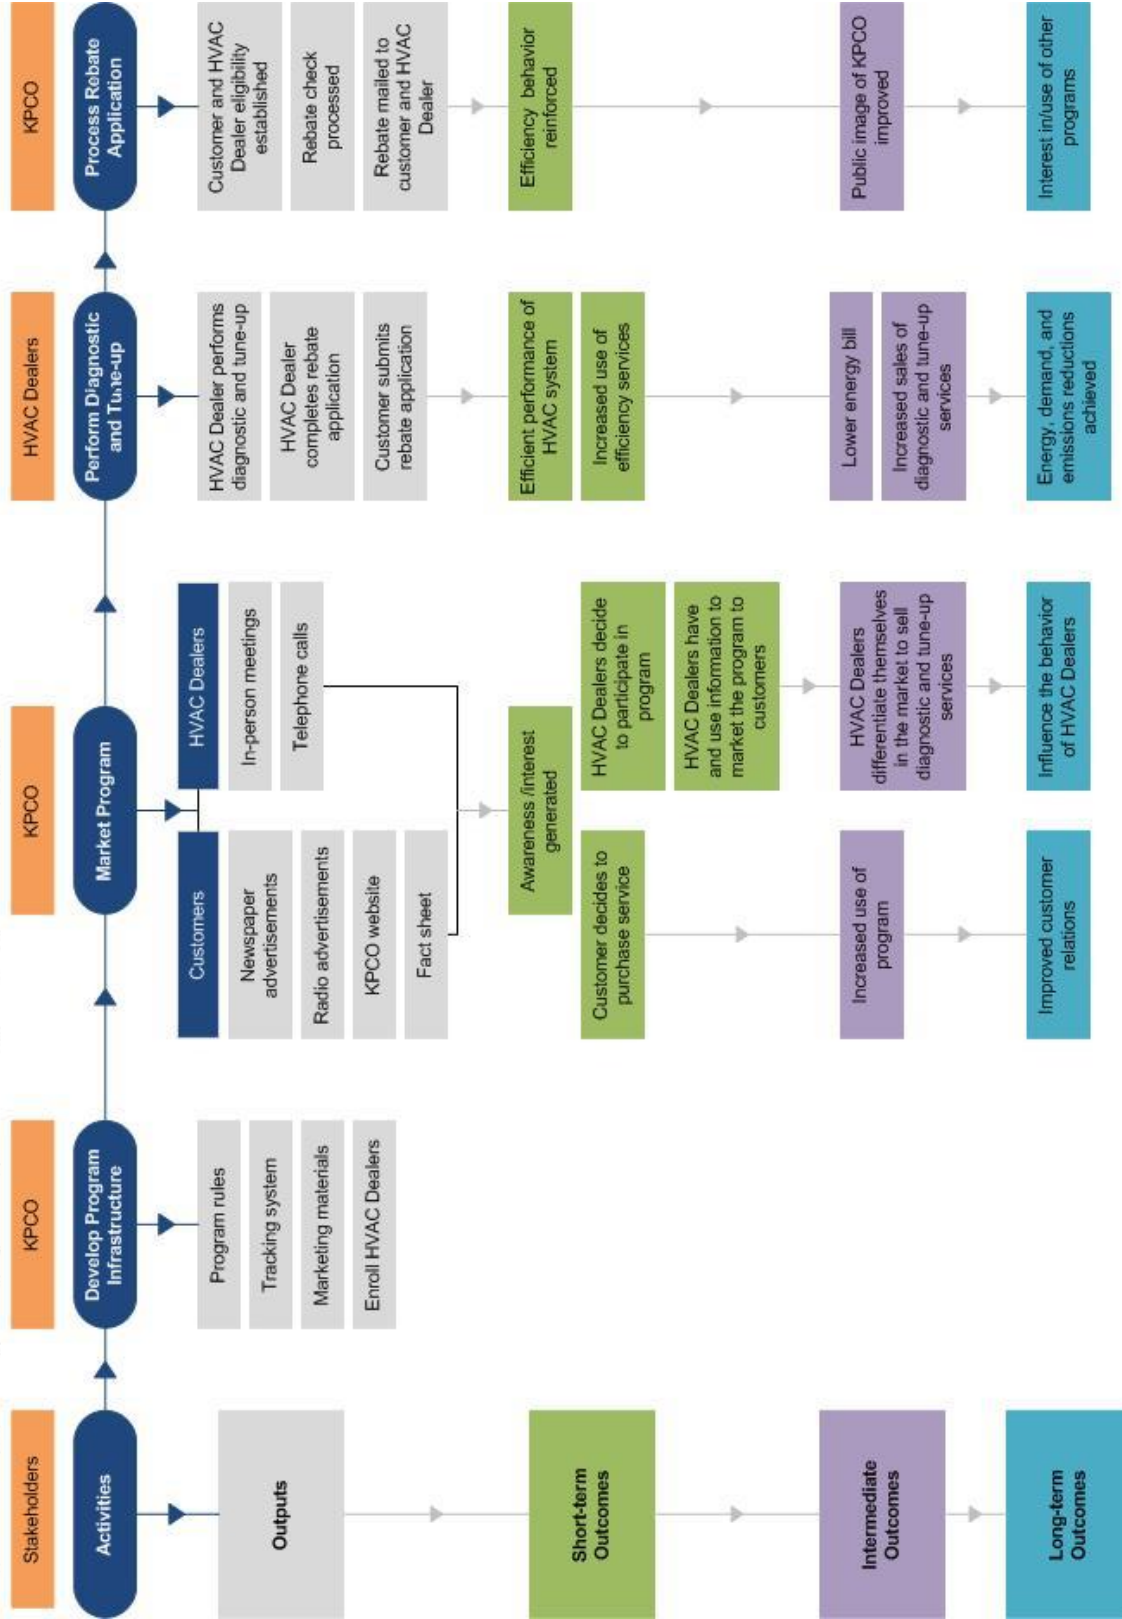 Stakeholders
KPCO
KPCO
HVAC Dealers
KPCO
Activities
Develop Program
Infrastructure
Market Program
Perform Diagnostic
and Tune-up
Process Rebate
Application
Outputs
Program rules
Tracking system
Marketing materials
Enroll HVAC Dealers
Customers
Newspaper
advertisements
Radio advertisements
KPCO website
Fact sheet
HVAC Dealers
In-person meetings
Telephone calls
HVAC Dealer performs
diagnostic and tune-up
HVAC Dealer
completes rebate
application
Customer submits
rebate application
Customer and HVAC
Dealer eligibility
established
Rebate check
processed
Rebate mailed to
customer and HVAC
Dealer
Short-term
Outcomes
Awareness /interest
generated
Customer decides to
purchase service
HVAC Dealers decide
to participate in
program
HVAC Dealers have
and use information to
market the program to
customers
Efficient performance of
HVAC system
Increased use of
efficiency services
Efficiency behavior
reinforced
Intermediate
Outcomes
Increased use of
program
HVAC Dealers
differentiate themselves
in the market to sell
diagnostic and tune-up
services
Lower energy bill
Increased sales of
diagnostic and tune-up
services
Public image of KPCO
improved
Long-term
Outcomes
Improved customer
relations
Influence the behavior
of HVAC Dealers
Energy, demand, and
emissions reductions
achieved
Interest in/use of other
programs